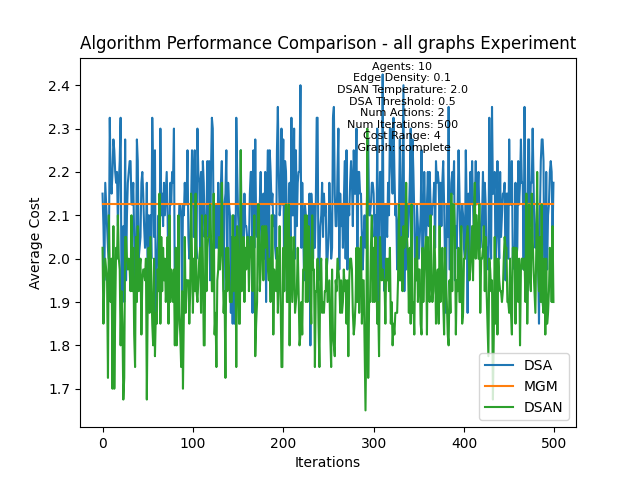 Algorithm Performance Comparison - all graphs Experiment
Agents: 10
Edge Density: 0.1
DSAN Temperature: 2.0
DSA Threshold: 0.5
Num Actions: 2
Num Iterations: 500
Cost Range: 4
Graph: complete
Average Cost
2.4
2.3
2.2
2.1
2.0
1.9
1.8
1.7
DSA
MGM
DSAN
0
100
200
300
400
500
Iterations